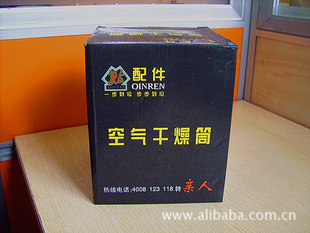 配件
QINREN
一步到位 步步到位
空气干燥筒
热线电话:4008 123 118转 亲人
www.alibaba.com.cn